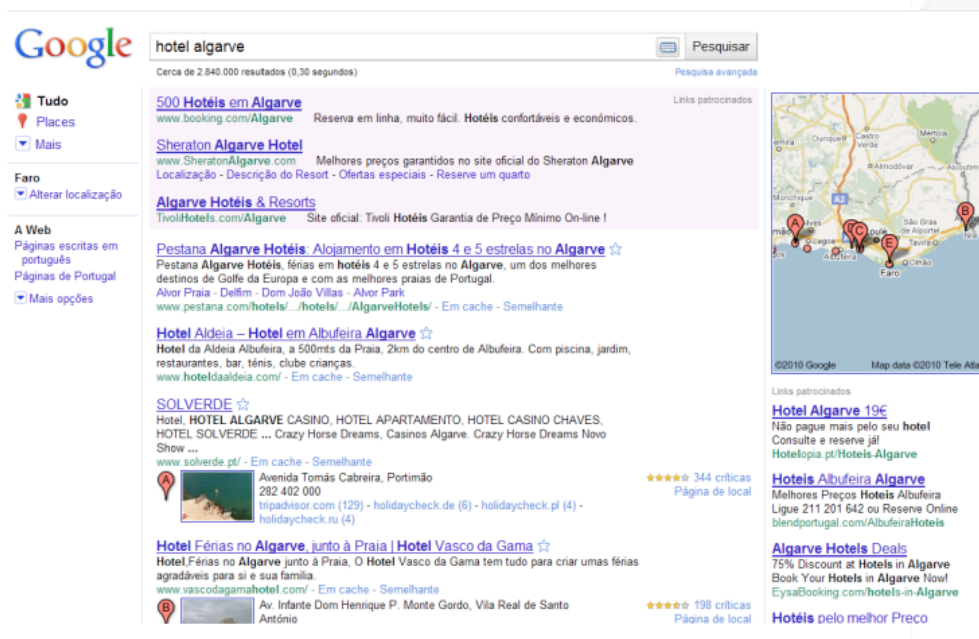 Google
hotel algarve
Pesquisar
Cerca de 2.840.000 resultados (0,30 segundos)
Pesquisa avançada
Tudo
Places
Mais
Faro
Alterar localização
A Web
Páginas escritas em
português
Páginas de Portugal
Mais opções
Links patrocinados
500 Hotéis em Algarve
www.booking.com/Algarve Reserva em linha, muito fácil. Hotéis confortáveis e económicos.
Sheraton Algarve Hotel
www.SheratonAlgarve.com Melhores preços garantidos no site oficial do Sheraton Algarve
Localização - Descrição do Resort - Ofertas especiais - Reserve um quarto
Algarve Hotéis & Resorts
TivoliHotels.com/Algarve Site oficial: Tivoli Hotéis Garantia de Preço Mínimo On-line !
Pestana Algarve Hotéis: Alojamento em Hotéis 4 e 5 estrelas no Algarve
Pestana Algarve Hotéis, férias em hotéis 4 e 5 estrelas no Algarve, um dos melhores
destinos de Golfe da Europa e com as melhores praias de Portugal.
Alvor Praia - Delfim - Dom João Villas - Alvor Park
www.pestana.com/hotels/.../hotels/.../AlgarveHotels/ - Em cache - Semelhante
Hotel Aldeia – Hotel em Albufeira Algarve
Hotel da Aldeia Albufeira, a 500mts da Praia, 2km do centro de Albufeira. Com piscina, jardim,
restaurantes, bar, ténis, clube crianças.
www.hoteldaaldeia.com/ - Em cache - Semelhante
SOLVERDE
Hotel, HOTEL ALGARVE CASINO, HOTEL APARTAMENTO, HOTEL CASINO CHAVES,
HOTEL SOLVERDE ... Crazy Horse Dreams, Casinos Algarve. Crazy Horse Dreams Novo
Show ...
www.solverde.pt/ - Em cache - Semelhante
A
Avenida Tomás Cabreira, Portimão
282 402 000
tripadvisor.com (129) - holidaycheck.de (6) - holidaycheck.pl (4) -
holidaycheck.ru (4)
344 críticas
Página de local
Hotel Férias no Algarve, junto à Praia | Hotel Vasco da Gama
Hotel,Férias no Algarve junto à Praia, O Hotel Vasco da Gama tem tudo para criar umas férias
agradáveis para si e sua família.
www.vascodagamahotel.com/ - Em cache - Semelhante
B
Av. Infante Dom Henrique P. Monte Gordo, Vila Real de Santo
António
198 críticas
Página de local
Ourique
Castro
Verde
Mértola
Almodôvar
Alcoutim
Monchique
A2
São Brás
de Alportel
Tavira
Loulé
Albufeira
Olhão
Faro
A
C
E
B
©2010 Google
Map data ©2010 Tele Atla
Links patrocinados
Hotel Algarve 19€
Não pague mais pelo seu hotel
Consulte e reserve já!
Hotelopia.pt/Hoteis-Algarve
Hoteis Albufeira Algarve
Melhores Preços Hoteis Albufeira
Ligue 211 201 642 ou Reserve Online
blendportugal.com/AlbufeiraHoteis
Algarve Hotels Deals
75% Discount at Hotels in Algarve
Book Your Hotels in Algarve Now!
EysaBooking.com/hotels-in-Algarve
Hotéis pelo melhor Preço